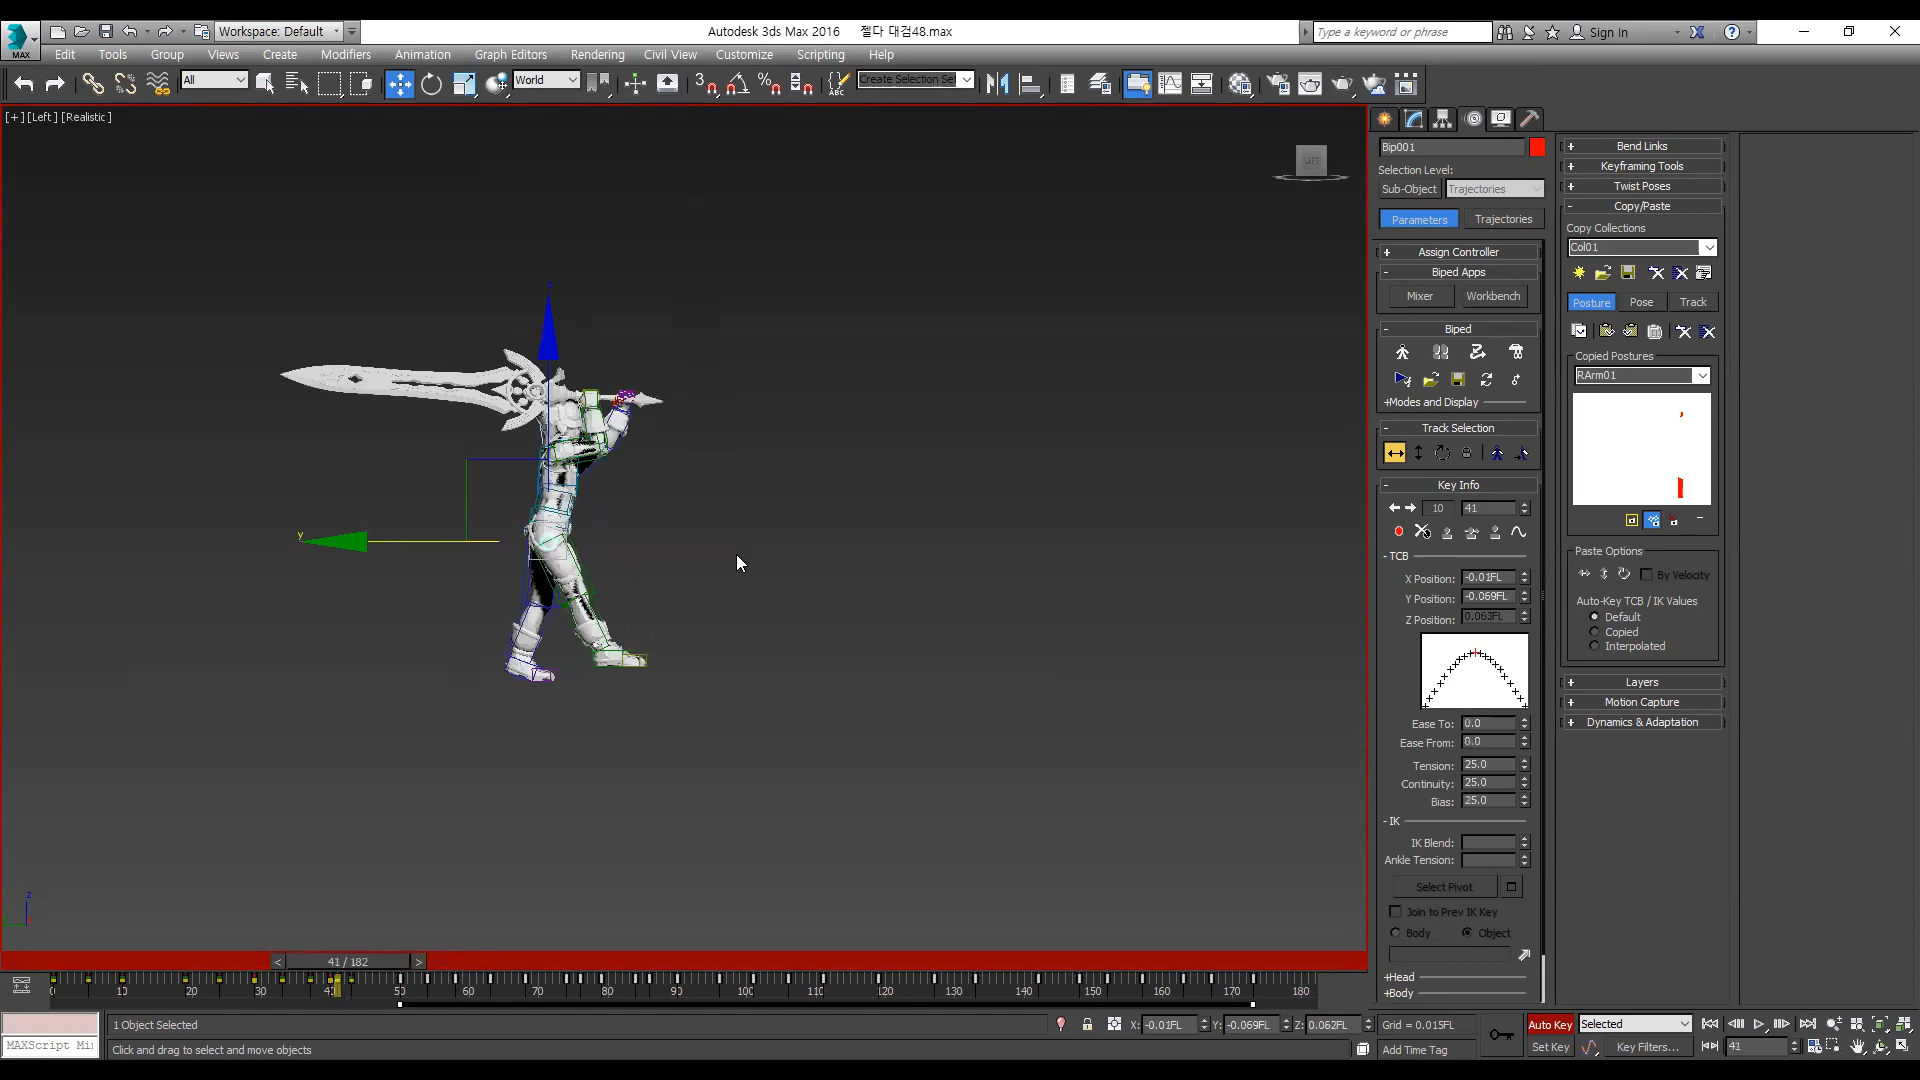 Workspace: Default
Autodesk 3ds Max 2016 젤다 대검48.max
Type a keyword or phrase
Sign In
MAX
Edit Tools Group Views Create Modifiers Animation Graph Editors Rendering Civil View Customize Scripting Help
All
World
Create Selection Se
[+] [Left] [Realistic]
LEFT
z
y
Bip001
Selection Level:
Sub-Object Trajectories
Parameters Trajectories
+ Assign Controller
- Biped Apps
Mixer Workbench
- Biped
+Modes and Display
- Track Selection
- Key Info
10 41
- TCB
X Position: -0.01FL
Y Position: -0.069FL
Z Position: 0.062FL
Ease To: 0.0
Ease From: 0.0
Tension: 25.0
Continuity: 25.0
Bias: 25.0
- IK
IK Blend:
Ankle Tension:
Select Pivot
Join to Prev IK Key
Body Object
+Head
+Body
+ Bend Links
+ Keyframing Tools
+ Twist Poses
- Copy/Paste
Copy Collections
Col01
Posture Pose Track
Copied Postures
RArm01
Paste Options
By Velocity
Auto-Key TCB / IK Values
Default
Copied
Interpolated
+ Layers
+ Motion Capture
+ Dynamics & Adaptation
z
< 41 / 182 >
0 10 20 30 40 50 60 70 80 90 100 110 120 130 140 150 160 170 180
1 Object Selected
X: -0.01FL Y: -0.069FL Z: 0.062FL Grid = 0.015FL
Auto Key Selected
MAXScript Mi
Click and drag to select and move objects
Add Time Tag
Set Key Key Filters... 41